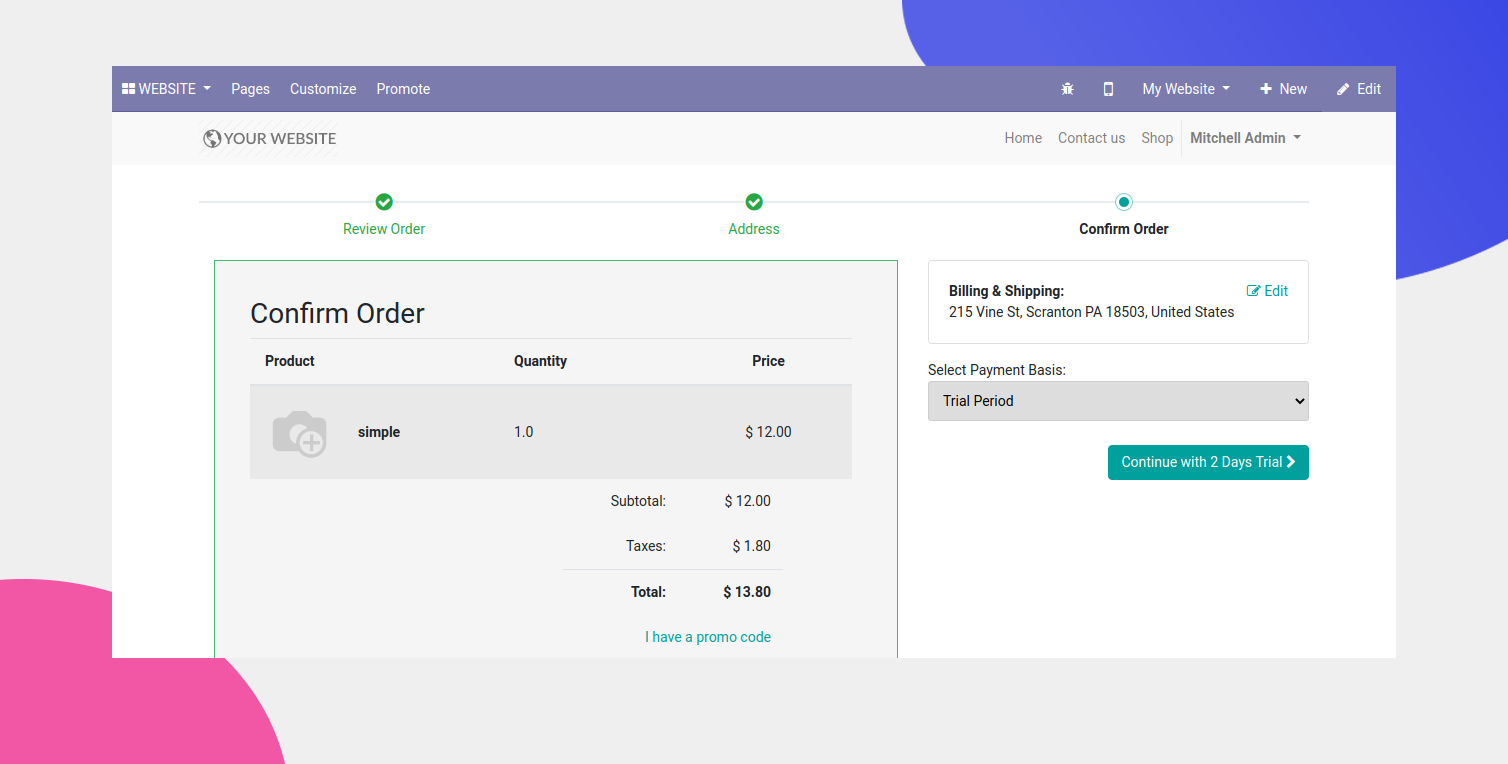 WEBSITE Pages Customize Promote My Website New Edit
YOUR WEBSITE Home Contact us Shop Mitchell Admin
Review Order Address Confirm Order
Confirm Order
Product Quantity Price
simple 1.0 $ 12.00
Subtotal: $ 12.00
Taxes: $ 1.80
Total: $ 13.80
I have a promo code
Billing & Shipping: Edit
215 Vine St, Scranton PA 18503, United States
Select Payment Basis:
Trial Period
Continue with 2 Days Trial